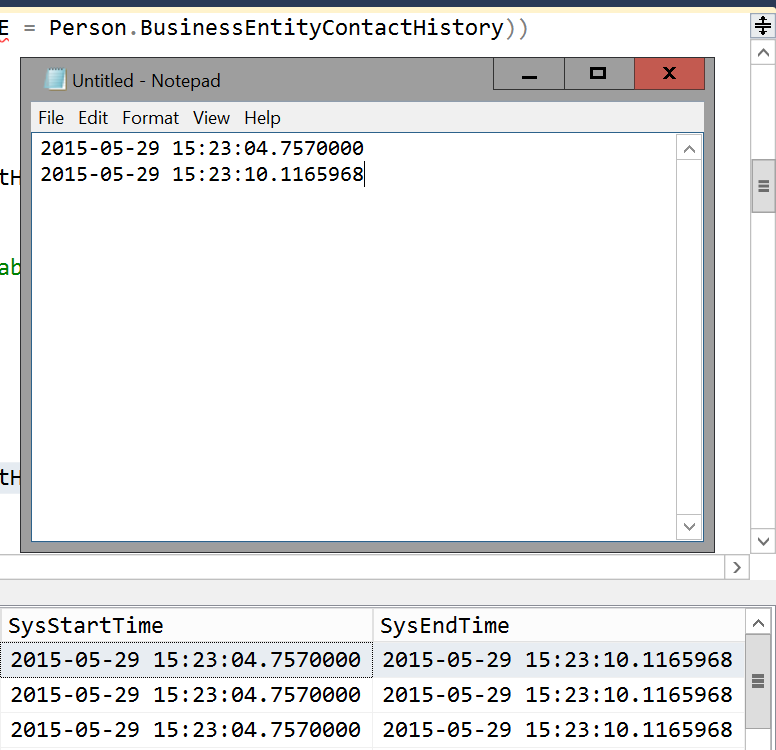 E = Person.BusinessEntityContactHistory))
Untitled - Notepad
File Edit Format View Help
2015-05-29 15:23:04.7570000
2015-05-29 15:23:10.1165968
tH
ab
tH
SysStartTime SysEndTime
2015-05-29 15:23:04.7570000 2015-05-29 15:23:10.1165968
2015-05-29 15:23:04.7570000 2015-05-29 15:23:10.1165968
2015-05-29 15:23:04.7570000 2015-05-29 15:23:10.1165968